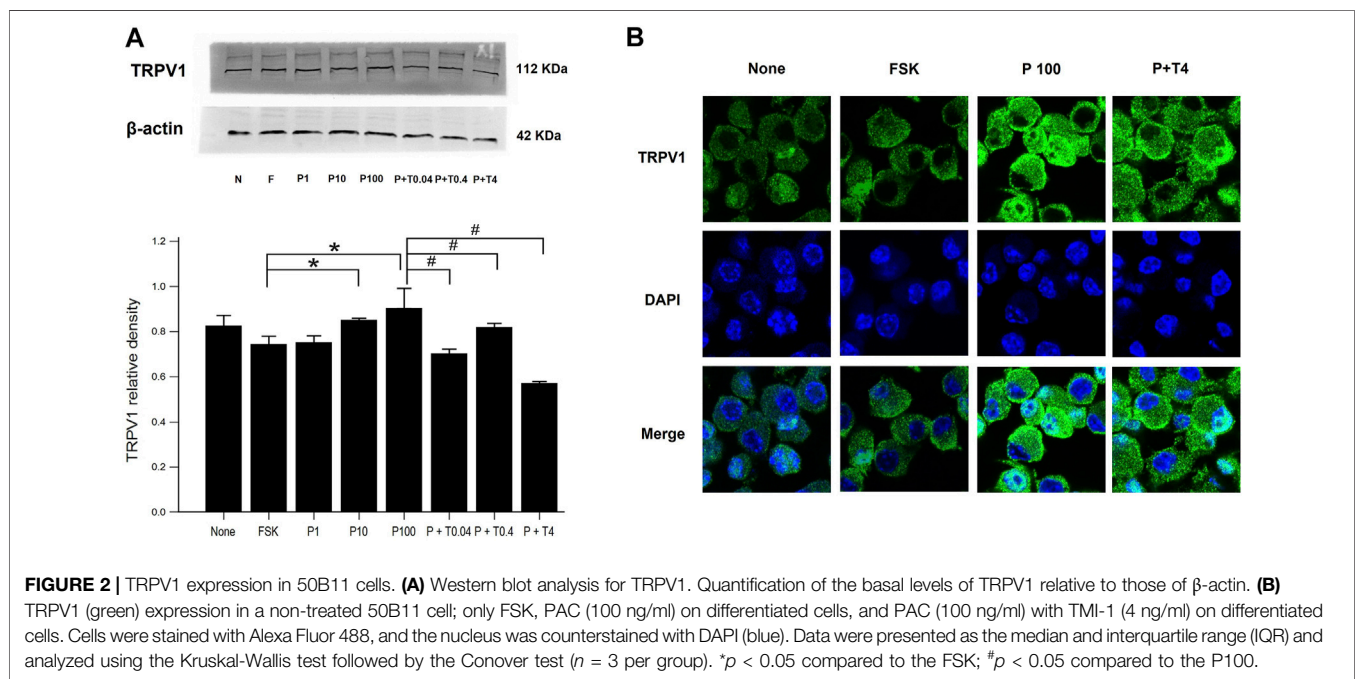 A
TRPV1
112 KDa
β-actin
42 KDa
N F P1 P10 P100 P+T0.04 P+T0.4 P+T4
TRPV1 relative density
1.2
1.0
0.8
0.6
0.4
0.2
0.0
* * # # #
None FSK P1 P10 P100 P + T0.04 P + T0.4 P + T4
B
None FSK P 100 P+T4
TRPV1
DAPI
Merge
FIGURE 2 | TRPV1 expression in 50B11 cells. (A) Western blot analysis for TRPV1. Quantification of the basal levels of TRPV1 relative to those of β-actin. (B)
TRPV1 (green) expression in a non-treated 50B11 cell; only FSK, PAC (100 ng/ml) on differentiated cells, and PAC (100 ng/ml) with TMI-1 (4 ng/ml) on differentiated
cells. Cells were stained with Alexa Fluor 488, and the nucleus was counterstained with DAPI (blue). Data were presented as the median and interquartile range (IQR) and
analyzed using the Kruskal-Wallis test followed by the Conover test (n = 3 per group). *p < 0.05 compared to the FSK; #p < 0.05 compared to the P100.